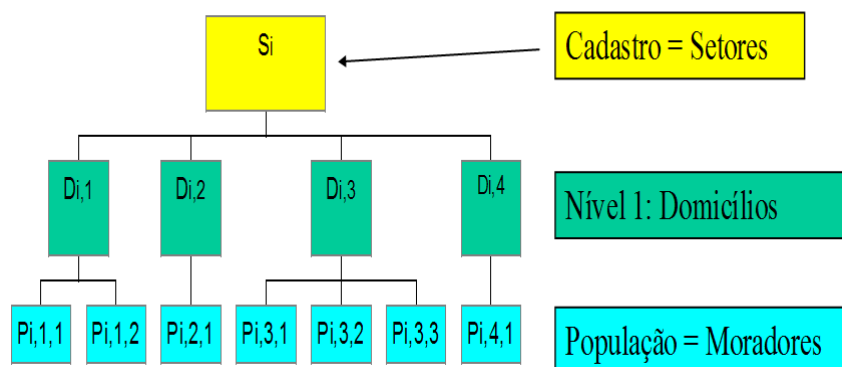 Si
Cadastro = Setores
Di,1 Di,2 Di,3 Di,4
Nível 1: Domicílios
Pi,1,1 Pi,1,2 Pi,2,1 Pi,3,1 Pi,3,2 Pi,3,3 Pi,4,1
População = Moradores